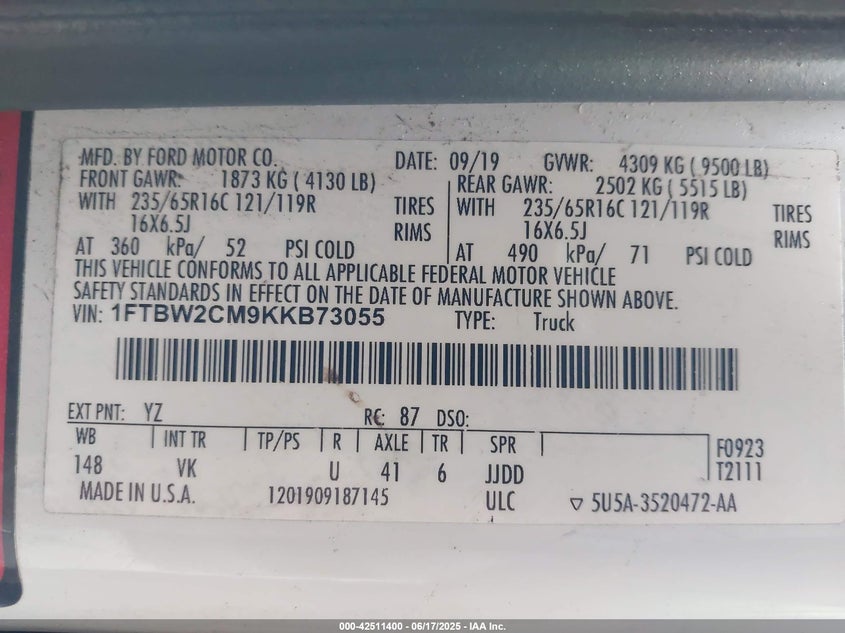 MFD. BY FORD MOTOR CO. DATE: 09/19 GVWR: 4309 KG ( 9500 LB)
FRONT GAWR: 1873 KG ( 4130 LB) REAR GAWR: 2502 KG ( 5515 LB)
WITH 235/65R16C 121/119R TIRES WITH 235/65R16C 121/119R TIRES
16X6.5J RIMS 16X6.5J RIMS
AT 360 kPa/ 52 PSI COLD AT 490 kPa/ 71 PSI COLD
THIS VEHICLE CONFORMS TO ALL APPLICABLE FEDERAL MOTOR VEHICLE
SAFETY STANDARDS IN EFFECT ON THE DATE OF MANUFACTURE SHOWN ABOVE.
VIN: 1FTBW2CM9KKB73055 TYPE: Truck
EXT PNT: YZ RC: 87 DSO:
WB INT TR TP/PS R AXLE TR SPR F0923
148 VK U 41 6 JJDD T2111
MADE IN U.S.A. 1201909187145 ULC ▽ 5U5A-3520472-AA
000-42511400 - 06/17/2025 - IAA Inc.